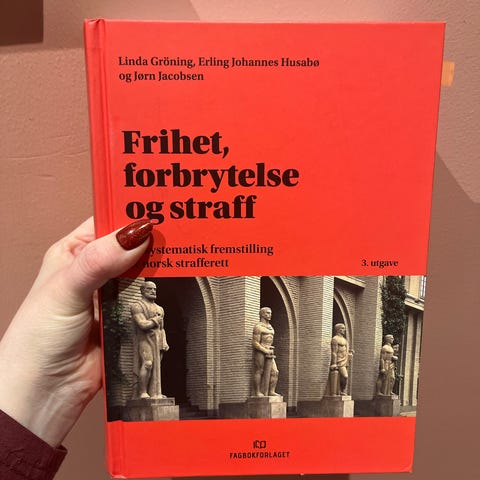 Linda Gröning, Erling Johannes Husabø
og Jørn Jacobsen
Frihet,
forbrytelse
og straff
systematisk fremstilling
norsk strafferett
3. utgave
FAGBOKFORLAGET